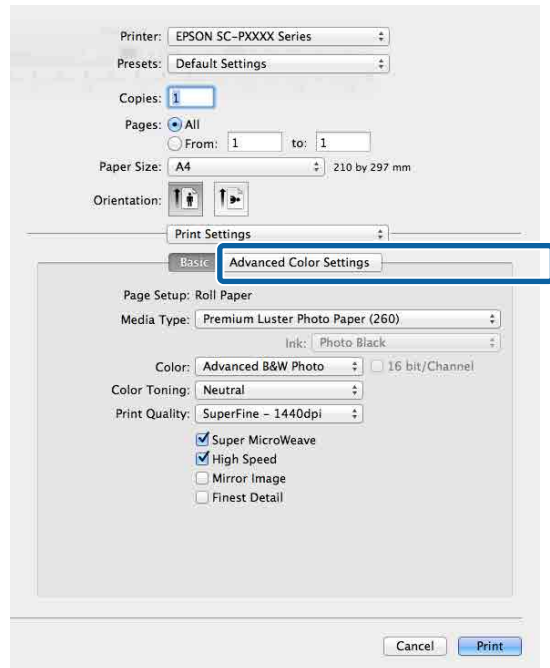 Printer: EPSON SC-PXXXX Series
Presets: Default Settings
Copies: 1
Pages: All
From: 1 to: 1
Paper Size: A4 210 by 297 mm
Orientation:
Print Settings
Basic Advanced Color Settings
Page Setup: Roll Paper
Media Type: Premium Luster Photo Paper (260)
Ink: Photo Black
Color: Advanced B&W Photo 16 bit/Channel
Color Toning: Neutral
Print Quality: SuperFine – 1440dpi
Super MicroWeave
High Speed
Mirror Image
Finest Detail
Cancel Print